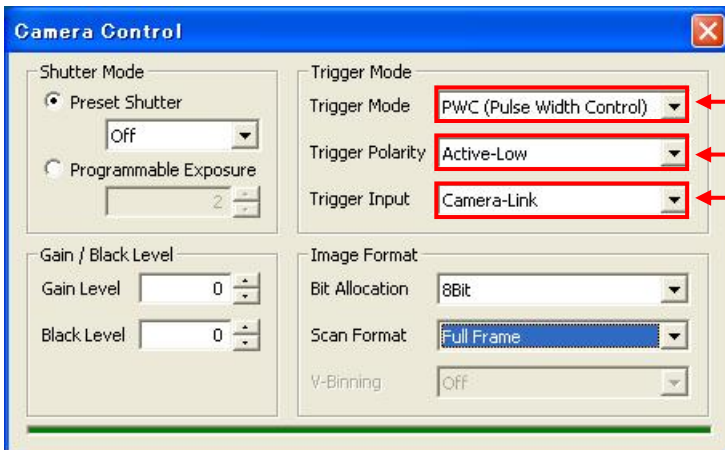 Camera Control
Shutter Mode
Preset Shutter
Off
Programmable Exposure
2
Trigger Mode
Trigger Mode PWC (Pulse Width Control)
Trigger Polarity Active-Low
Trigger Input Camera-Link
Gain / Black Level
Gain Level 0
Black Level 0
Image Format
Bit Allocation 8Bit
Scan Format Full Frame
V-Binning Off